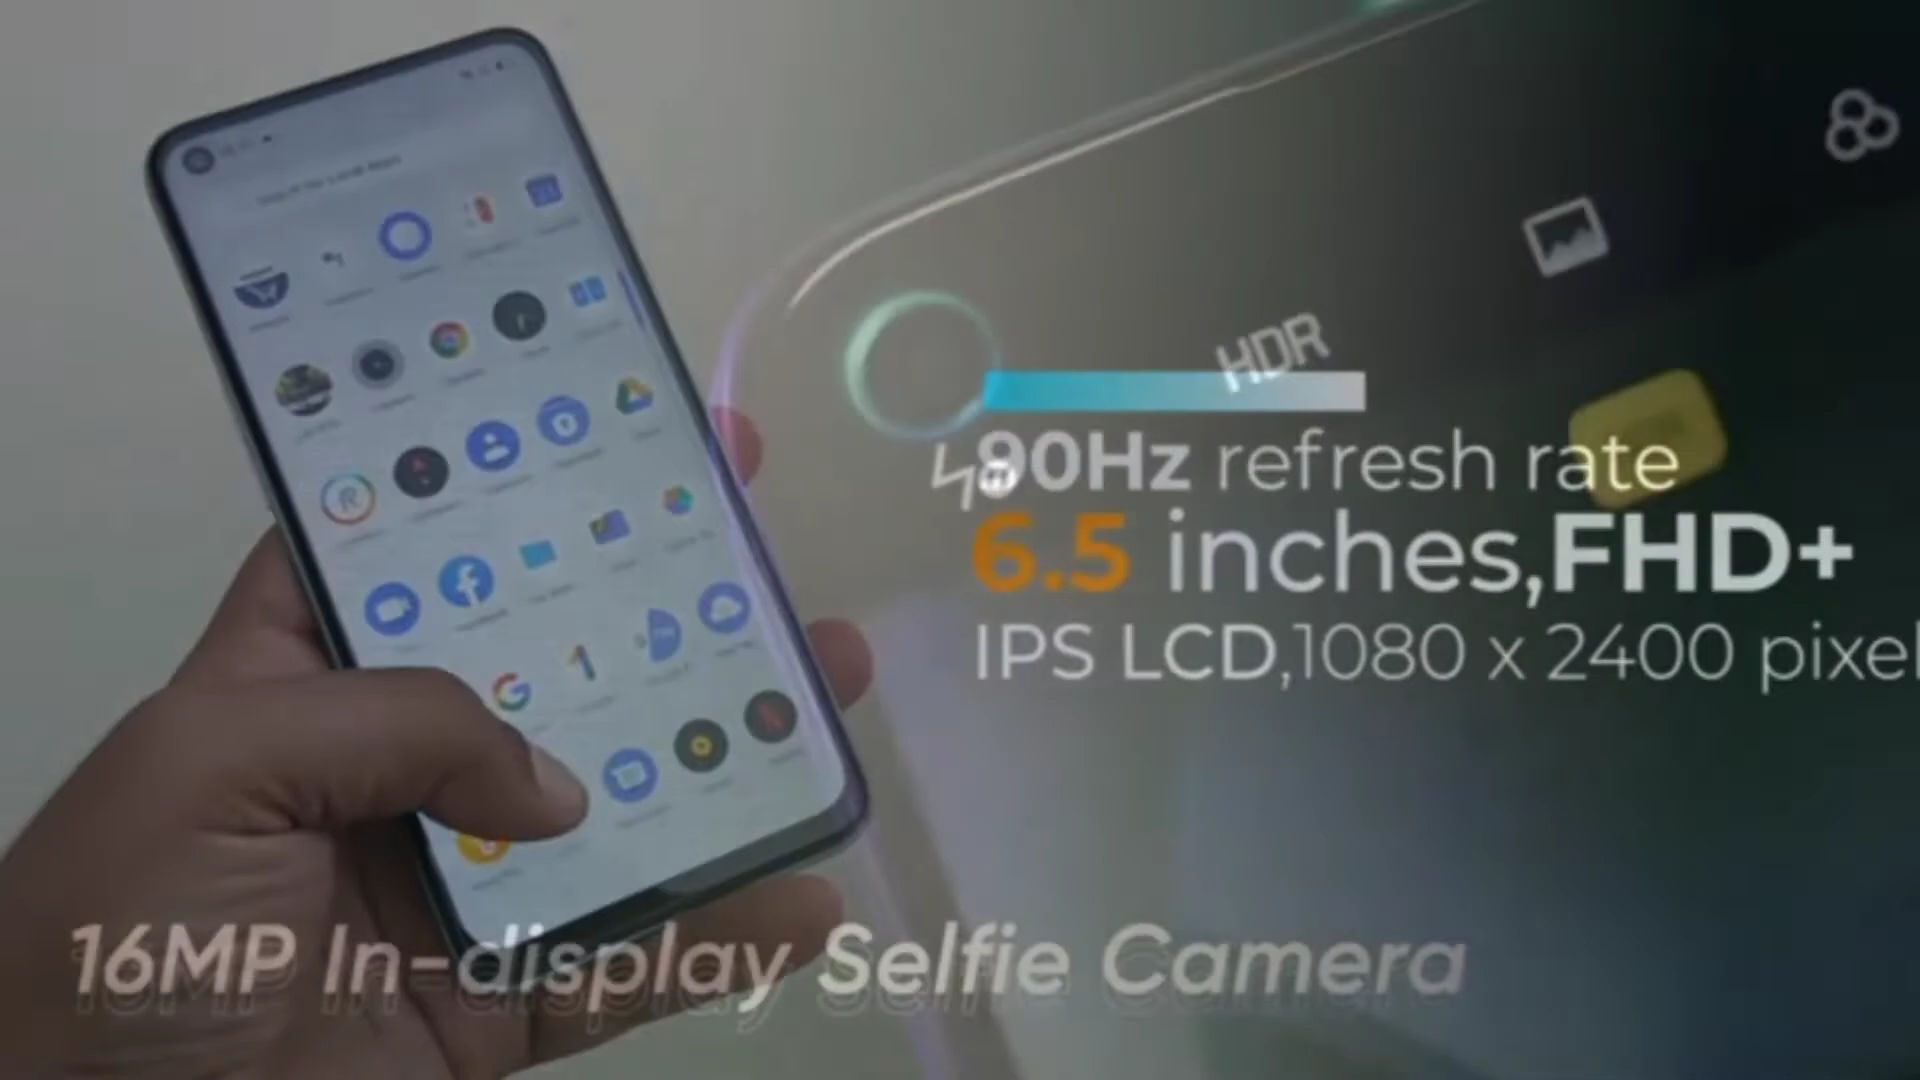 HDR
90Hz refresh rate
6.5 inches,FHD+
IPS LCD,1080 x 2400 pixel
16MP In-display Selfie Camera